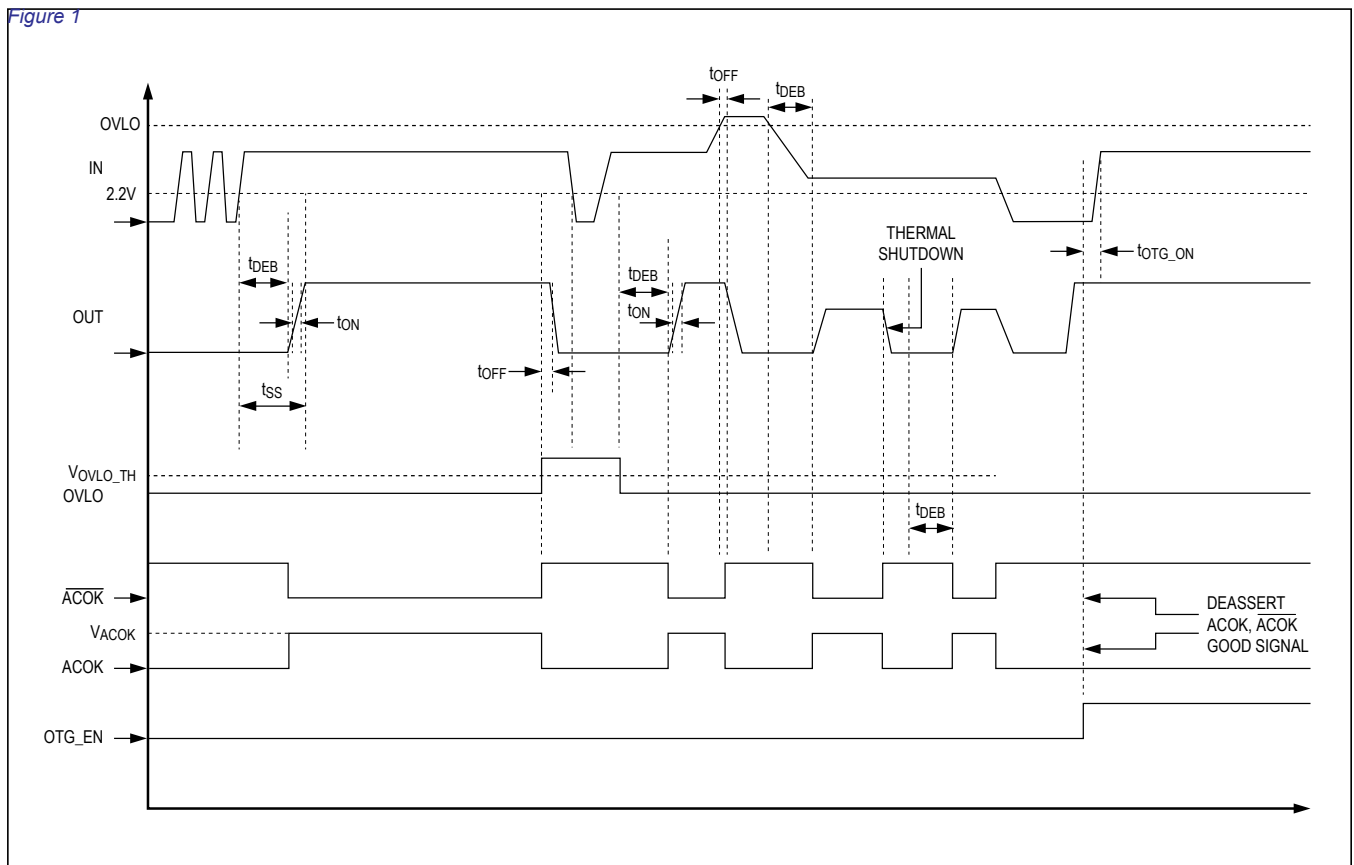 Figure 1
tOFF
tDEB
OVLO
IN
2.2V
THERMAL
SHUTDOWN
tOTG_ON
tDEB
tDEB
OUT
tON
tON
tOFF
tSS
VOVLO_TH
OVLO
tDEB
ACOK
DEASSERT
VACOK
ACOK, ACOK
GOOD SIGNAL
ACOK
OTG_EN